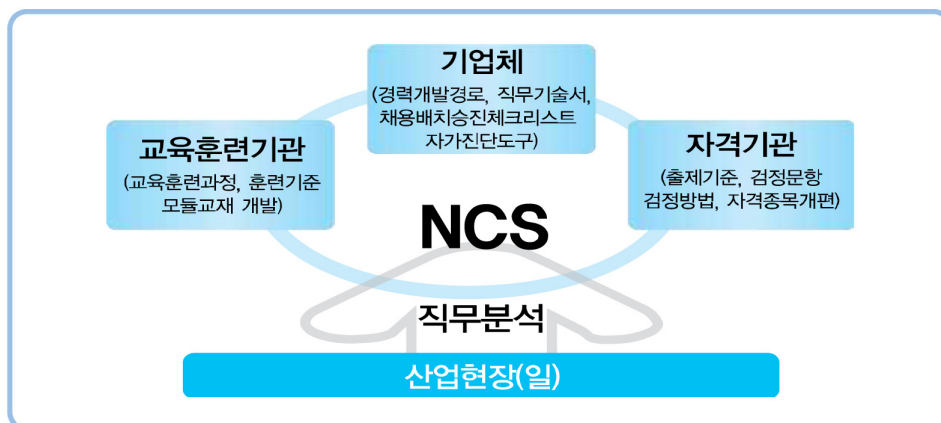 기업체
(경력개발경로, 직무기술서,
채용배치승진체크리스트
자가진단도구)
교육훈련기관
(교육훈련과정, 훈련기준
모듈교재 개발)
자격기관
(출제기준, 검정문항
검정방법, 자격종목개편)
NCS
직무분석
산업현장(일)